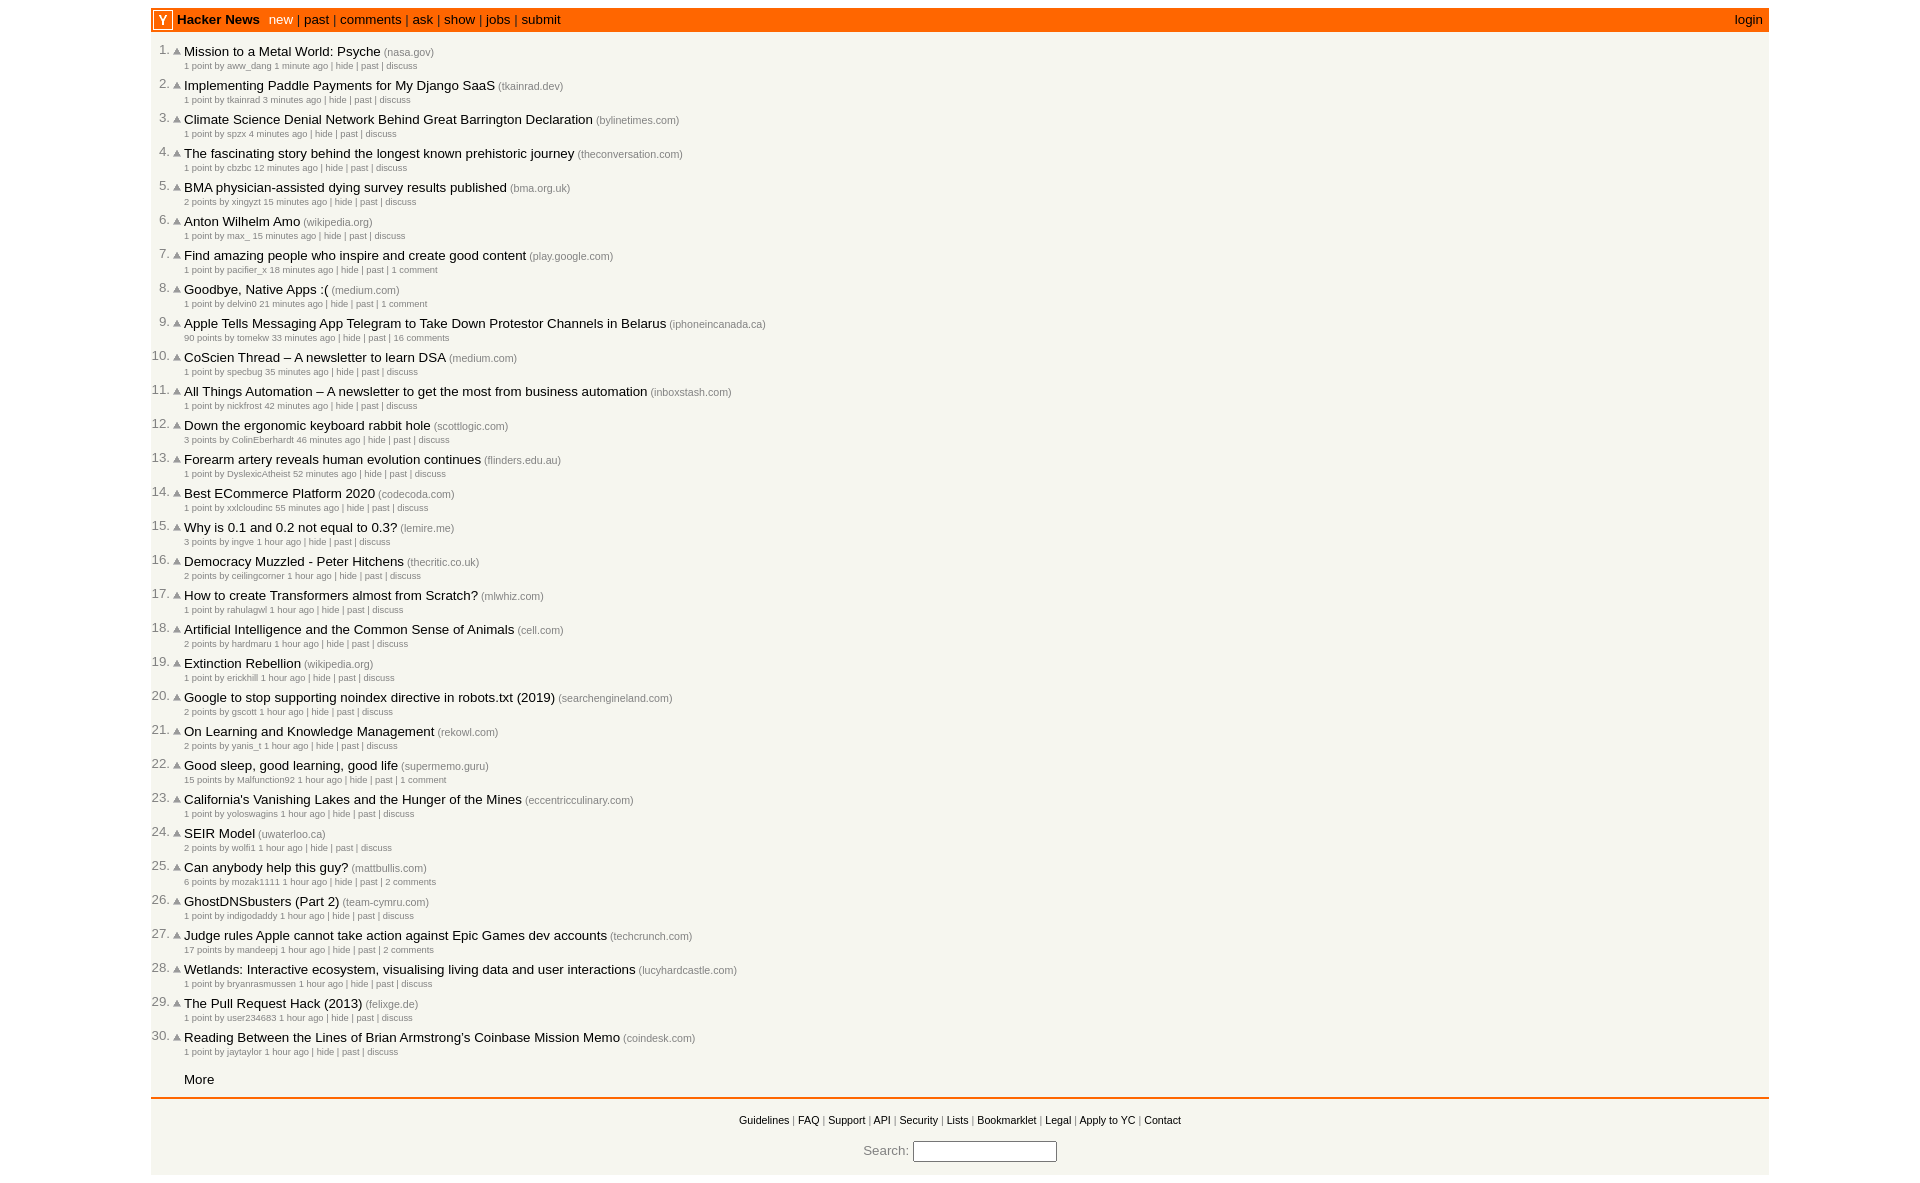 Y Hacker News new | past | comments | ask | show | jobs | submit login
1. Mission to a Metal World: Psyche (nasa.gov)
1 point by aww_dang 1 minute ago | hide | past | discuss
2. Implementing Paddle Payments for My Django SaaS (tkainrad.dev)
1 point by tkainrad 3 minutes ago | hide | past | discuss
3. Climate Science Denial Network Behind Great Barrington Declaration (bylinetimes.com)
1 point by spzx 4 minutes ago | hide | past | discuss
4. The fascinating story behind the longest known prehistoric journey (theconversation.com)
1 point by cbzbc 12 minutes ago | hide | past | discuss
5. BMA physician-assisted dying survey results published (bma.org.uk)
2 points by xingyzt 15 minutes ago | hide | past | discuss
6. Anton Wilhelm Amo (wikipedia.org)
1 point by max_ 15 minutes ago | hide | past | discuss
7. Find amazing people who inspire and create good content (play.google.com)
1 point by pacifier_x 18 minutes ago | hide | past | 1 comment
8. Goodbye, Native Apps :( (medium.com)
1 point by delvin0 21 minutes ago | hide | past | 1 comment
9. Apple Tells Messaging App Telegram to Take Down Protestor Channels in Belarus (iphoneincanada.ca)
90 points by tomekw 33 minutes ago | hide | past | 16 comments
10. CoScien Thread – A newsletter to learn DSA (medium.com)
1 point by specbug 35 minutes ago | hide | past | discuss
11. All Things Automation – A newsletter to get the most from business automation (inboxstash.com)
1 point by nickfrost 42 minutes ago | hide | past | discuss
12. Down the ergonomic keyboard rabbit hole (scottlogic.com)
3 points by ColinEberhardt 46 minutes ago | hide | past | discuss
13. Forearm artery reveals human evolution continues (flinders.edu.au)
1 point by DyslexicAtheist 52 minutes ago | hide | past | discuss
14. Best ECommerce Platform 2020 (codecoda.com)
1 point by xxlcloudinc 55 minutes ago | hide | past | discuss
15. Why is 0.1 and 0.2 not equal to 0.3? (lemire.me)
3 points by ingve 1 hour ago | hide | past | discuss
16. Democracy Muzzled - Peter Hitchens (thecritic.co.uk)
2 points by ceilingcorner 1 hour ago | hide | past | discuss
17. How to create Transformers almost from Scratch? (mlwhiz.com)
1 point by rahulagwl 1 hour ago | hide | past | discuss
18. Artificial Intelligence and the Common Sense of Animals (cell.com)
2 points by hardmaru 1 hour ago | hide | past | discuss
19. Extinction Rebellion (wikipedia.org)
1 point by erickhill 1 hour ago | hide | past | discuss
20. Google to stop supporting noindex directive in robots.txt (2019) (searchengineland.com)
2 points by gscott 1 hour ago | hide | past | discuss
21. On Learning and Knowledge Management (rekowl.com)
2 points by yanis_t 1 hour ago | hide | past | discuss
22. Good sleep, good learning, good life (supermemo.guru)
15 points by Malfunction92 1 hour ago | hide | past | 1 comment
23. California's Vanishing Lakes and the Hunger of the Mines (eccentricculinary.com)
1 point by yoloswagins 1 hour ago | hide | past | discuss
24. SEIR Model (uwaterloo.ca)
2 points by wolfi1 1 hour ago | hide | past | discuss
25. Can anybody help this guy? (mattbullis.com)
6 points by mozak1111 1 hour ago | hide | past | 2 comments
26. GhostDNSbusters (Part 2) (team-cymru.com)
1 point by indigodaddy 1 hour ago | hide | past | discuss
27. Judge rules Apple cannot take action against Epic Games dev accounts (techcrunch.com)
17 points by mandeepj 1 hour ago | hide | past | 2 comments
28. Wetlands: Interactive ecosystem, visualising living data and user interactions (lucyhardcastle.com)
1 point by bryanrasmussen 1 hour ago | hide | past | discuss
29. The Pull Request Hack (2013) (felixge.de)
1 point by user234683 1 hour ago | hide | past | discuss
30. Reading Between the Lines of Brian Armstrong's Coinbase Mission Memo (coindesk.com)
1 point by jaytaylor 1 hour ago | hide | past | discuss
More
Guidelines | FAQ | Support | API | Security | Lists | Bookmarklet | Legal | Apply to YC | Contact
Search: